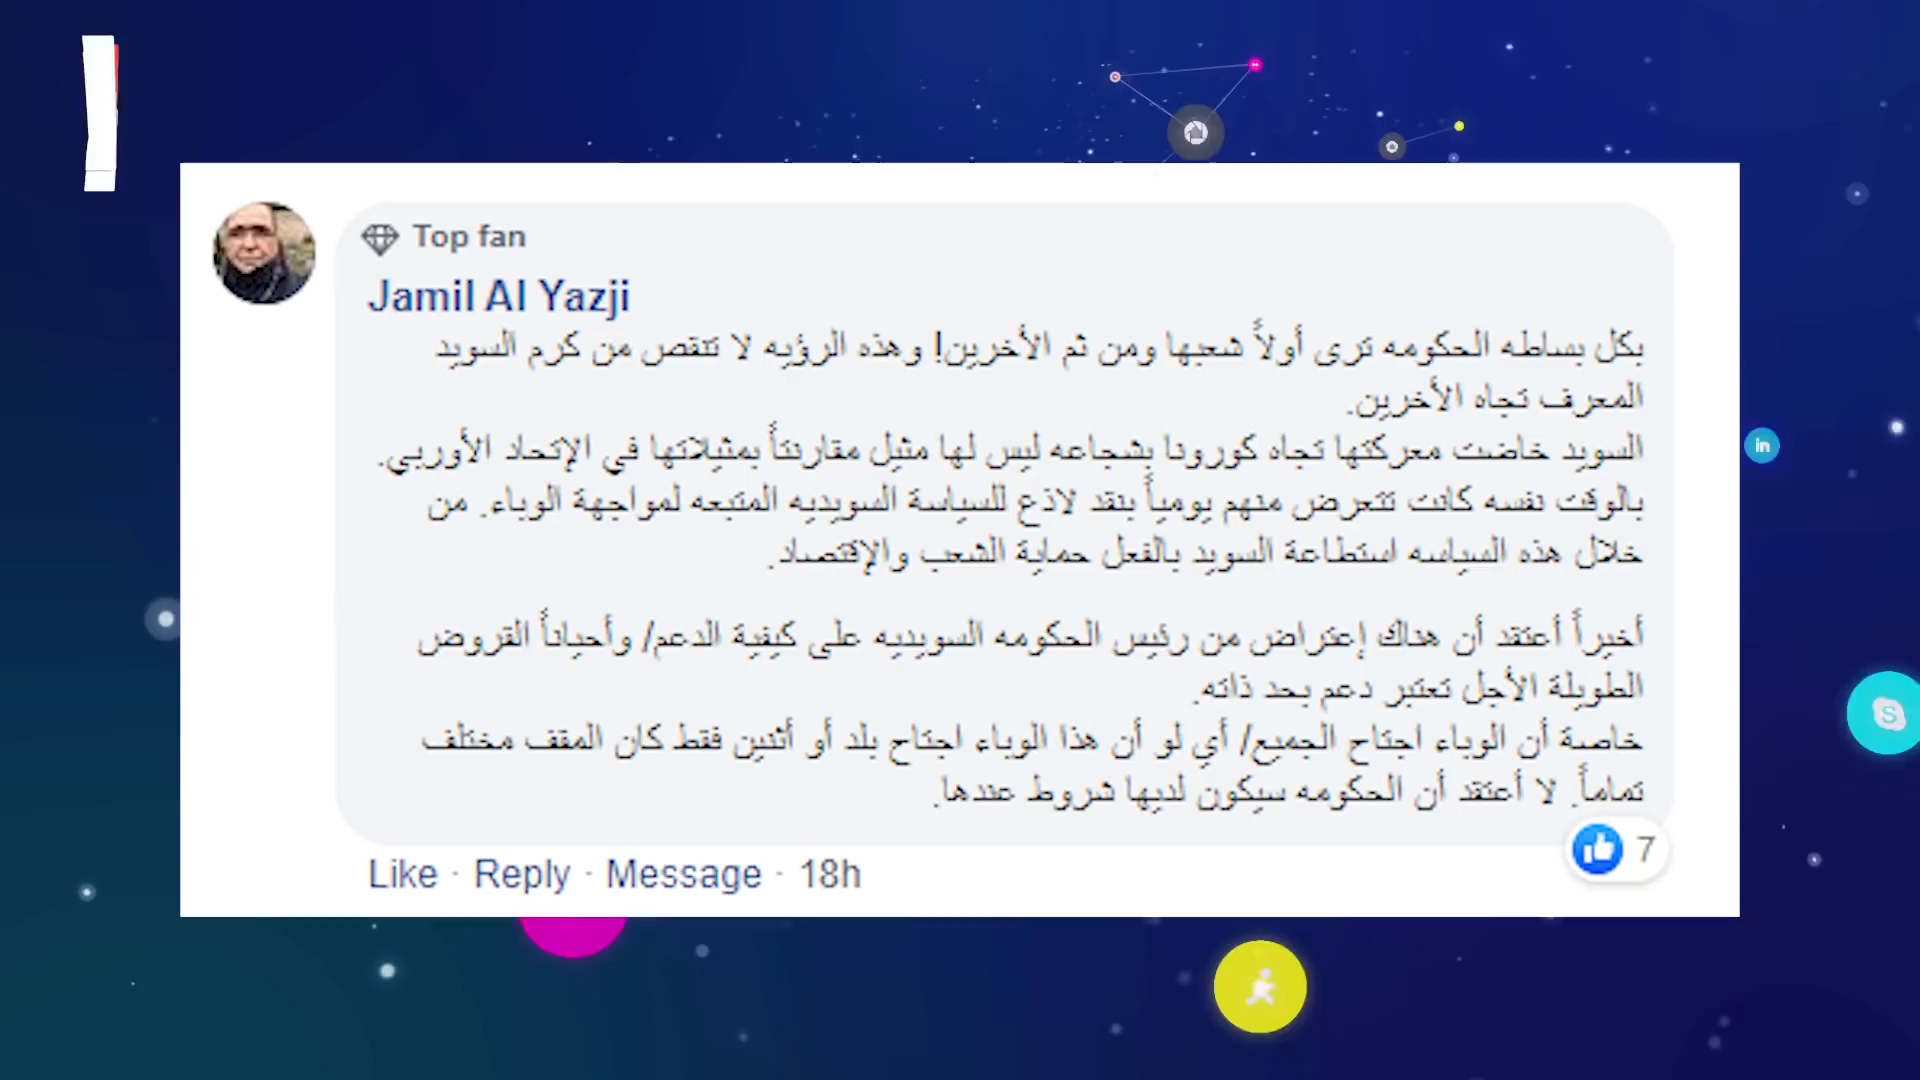 Top fan
Jamil Al Yazji
بكل بساطه الحكومه ترى أولاً شعبها ومن ثم الأخرين! وهذه الرؤيه لا تنقص من كرم السويد
المعرف تجاه الأخرين.
السويد خاضت معركتها تجاه كورونا بشجاعه ليس لها مثيل مقارنتاً بمثيلاتها في الإتحاد الأوربي.
بالوقت نفسه كانت تتعرض منهم يومياً بنقد لاذع للسياسة السويديه المتبعه لمواجهة الوباء. من
خلال هذه السياسه استطاعة السويد بالفعل حماية الشعب والإقتصاد.
أخيراً أعتقد أن هناك إعتراض من رئيس الحكومه السويديه على كيفية الدعم/ وأحياناً القروض
الطويلة الأجل تعتبر دعم بحد ذاته.
خاصة أن الوباء اجتاح الجميع/ أي لو أن هذا الوباء اجتاح بلد أو أثنين فقط كان المقف مختلف
تماماً. لا أعتقد أن الحكومه سيكون لديها شروط عندها.
7
Like · Reply · Message · 18h
in
S